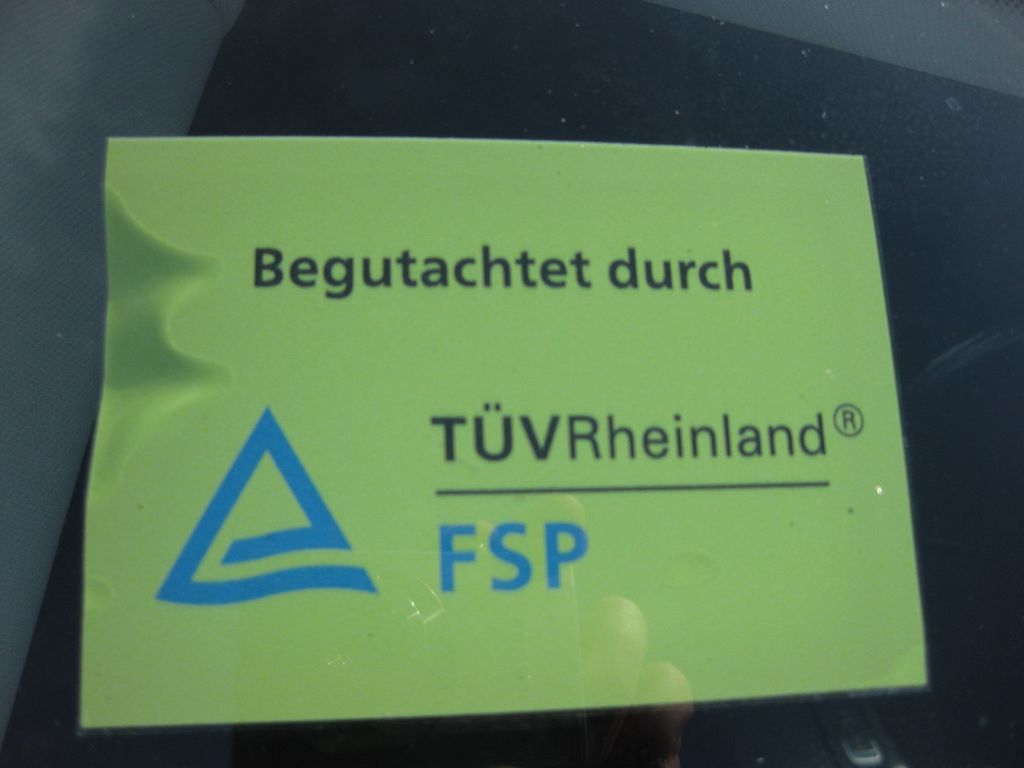 Begutachtet durch
TÜVRheinland®
FSP